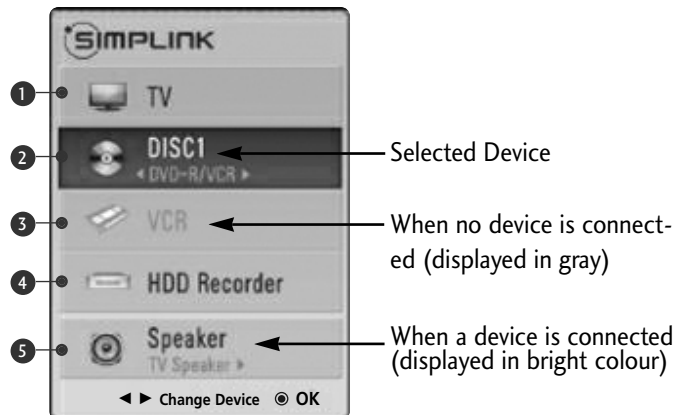 SIMPLINK
1 TV
2 DISC1
◄ DVD-R/VCR ►
Selected Device
3 VCR
When no device is connect-
ed (displayed in gray)
4 HDD Recorder
5 Speaker
TV Speaker ►
When a device is connected
(displayed in bright colour)
◄ ► Change Device ◉ OK